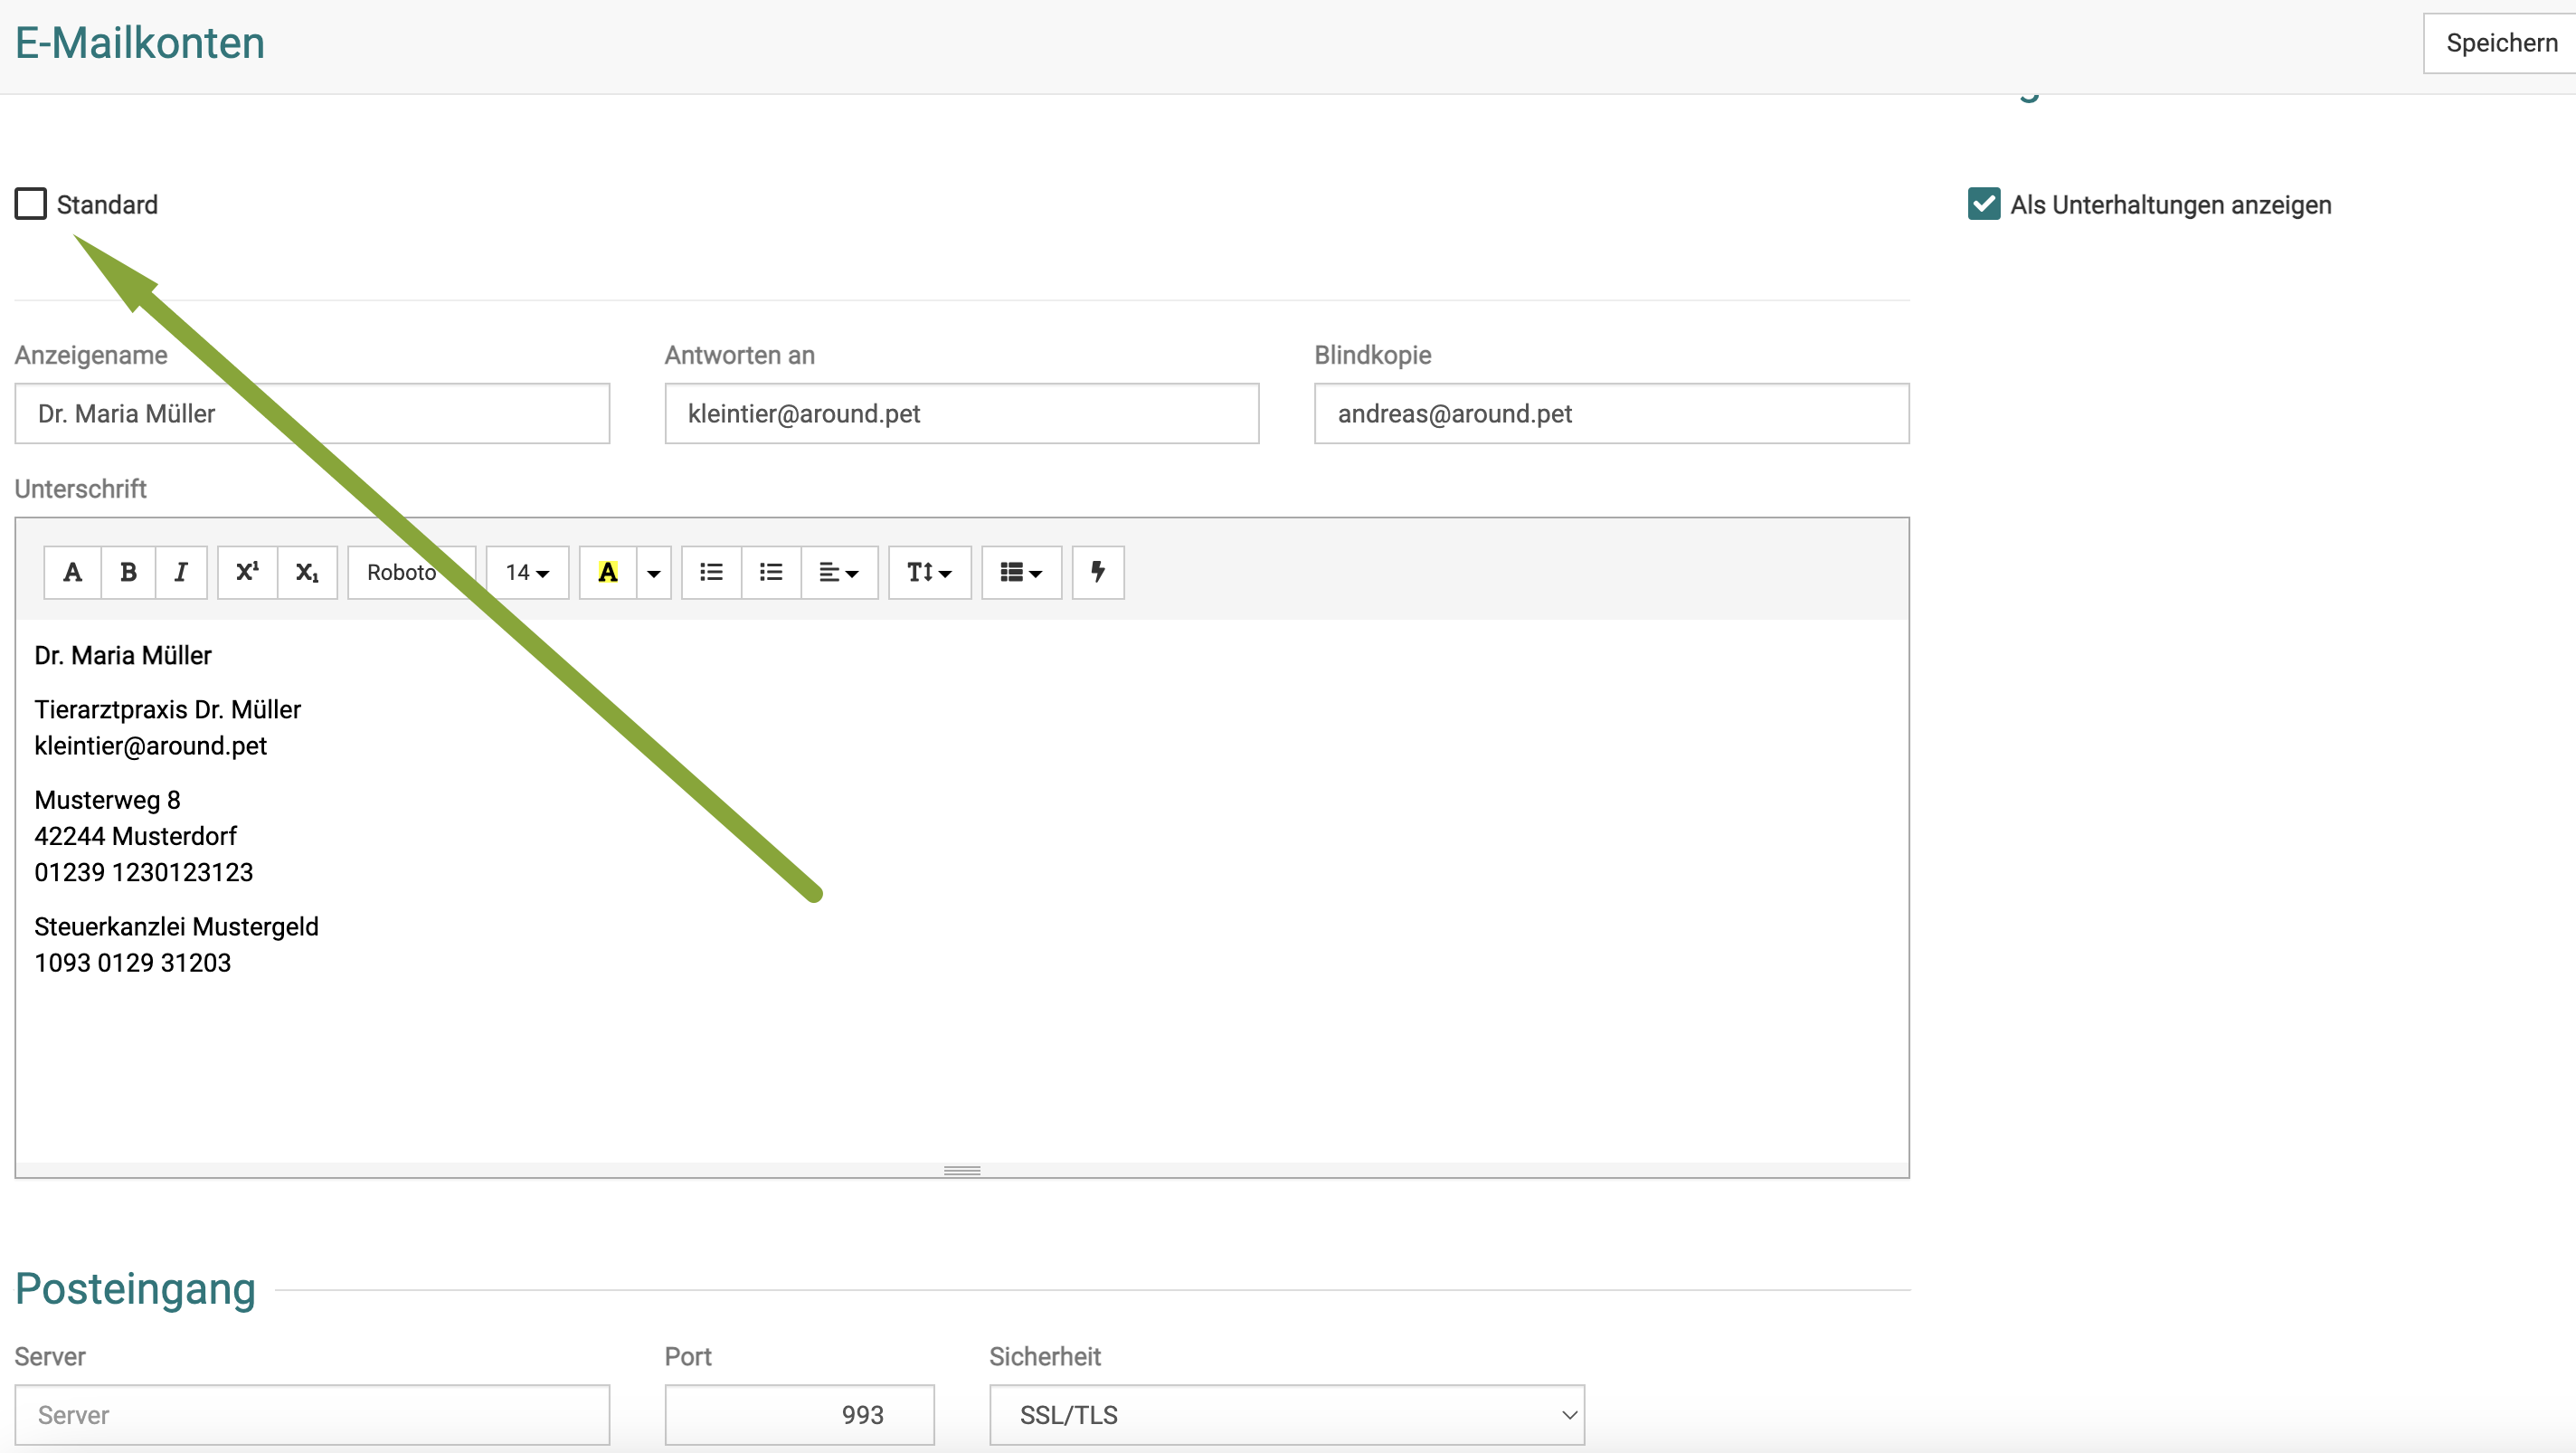 E-Mailkonten
Speichern
Standard
Als Unterhaltungen anzeigen
Anzeigename
Antworten an
Blindkopie
Dr. Maria Müller
kleintier@around.pet
andreas@around.pet
Unterschrift
A B I X¹ X₁ Roboto 14 A T
Dr. Maria Müller
Tierarztpraxis Dr. Müller
kleintier@around.pet
Musterweg 8
42244 Musterdorf
01239 1230123123
Steuerkanzlei Mustergeld
1093 0129 31203
Posteingang
Server
Port
Sicherheit
Server
993
SSL/TLS